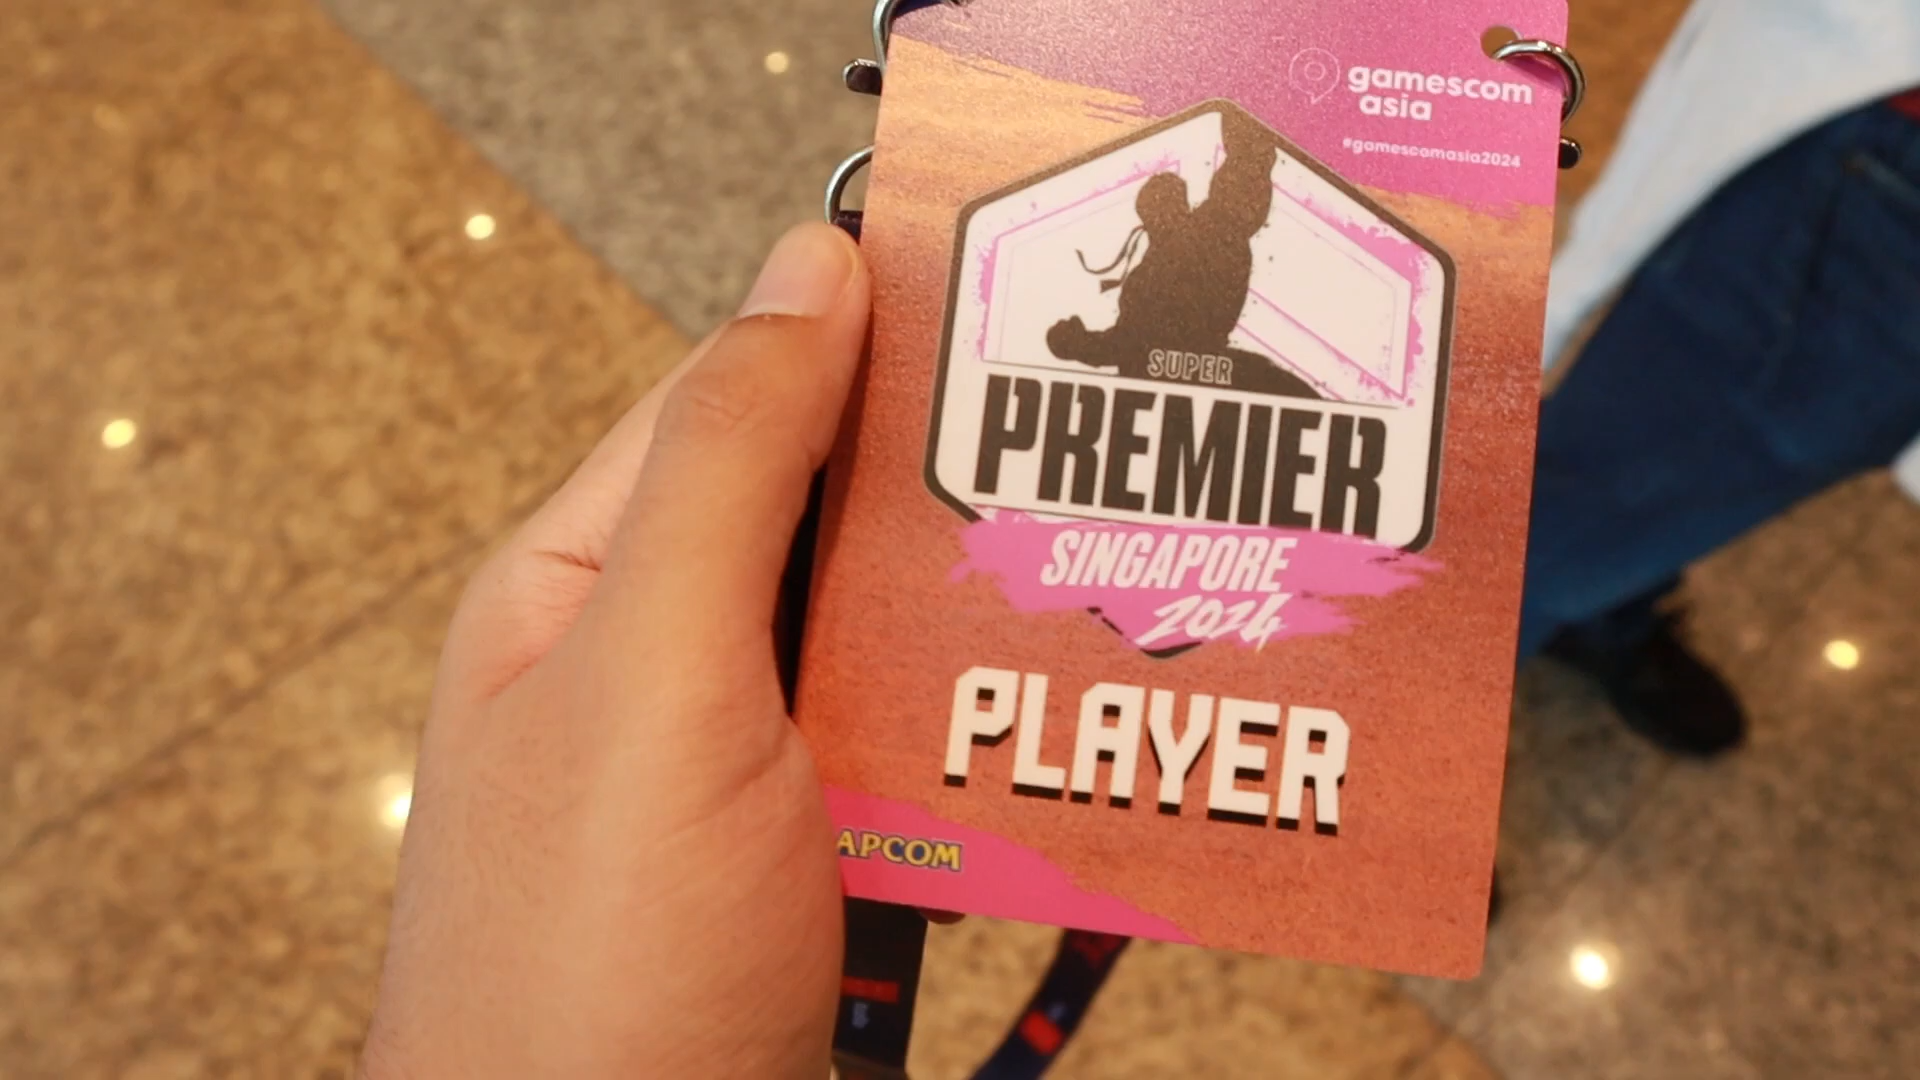 gamescom
asia
#gamescomasia2024
SUPER
PREMIER
SINGAPORE
2024
PLAYER
APCOM